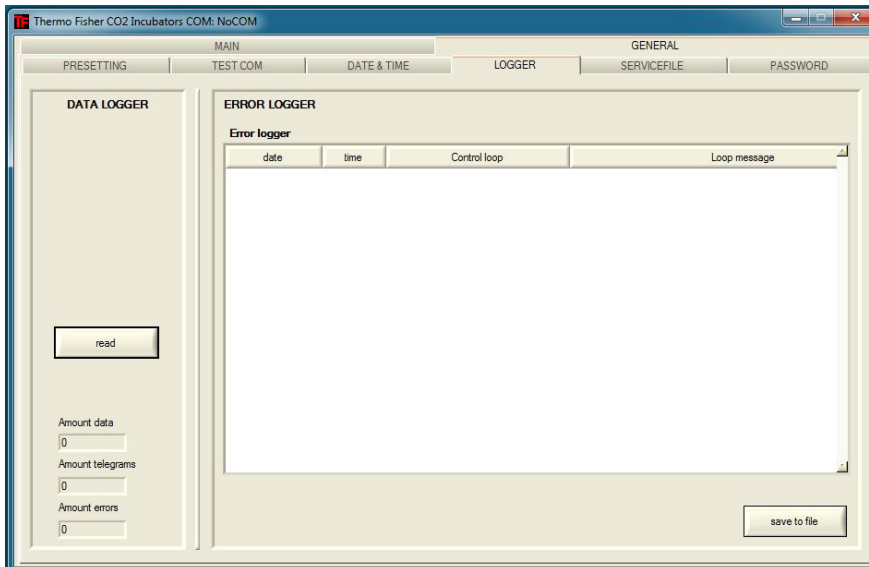 TF Thermo Fisher CO2 Incubators COM: NoCOM
MAIN GENERAL
PRESETTING TEST COM DATE & TIME LOGGER SERVICEFILE PASSWORD
DATA LOGGER
read
Amount data
0
Amount telegrams
0
Amount errors
0
ERROR LOGGER
Error logger
date time Control loop Loop message
save to file